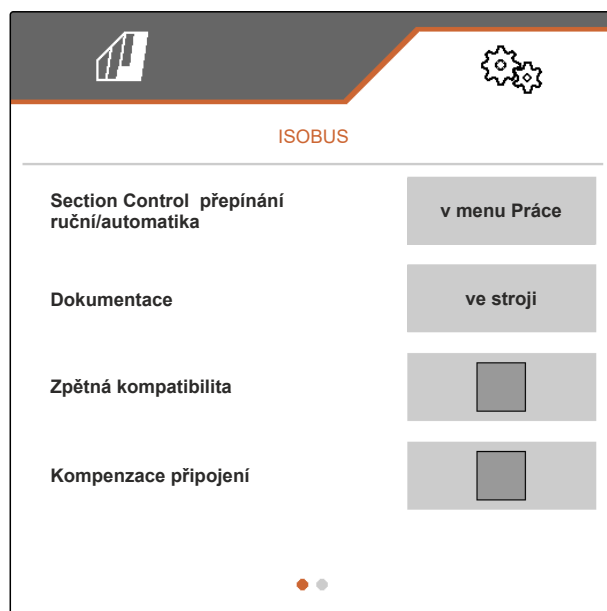 ISOBUS
Section Control přepínání
ruční/automatika
v menu Práce
Dokumentace
ve stroji
Zpětná kompatibilita
Kompenzace připojení